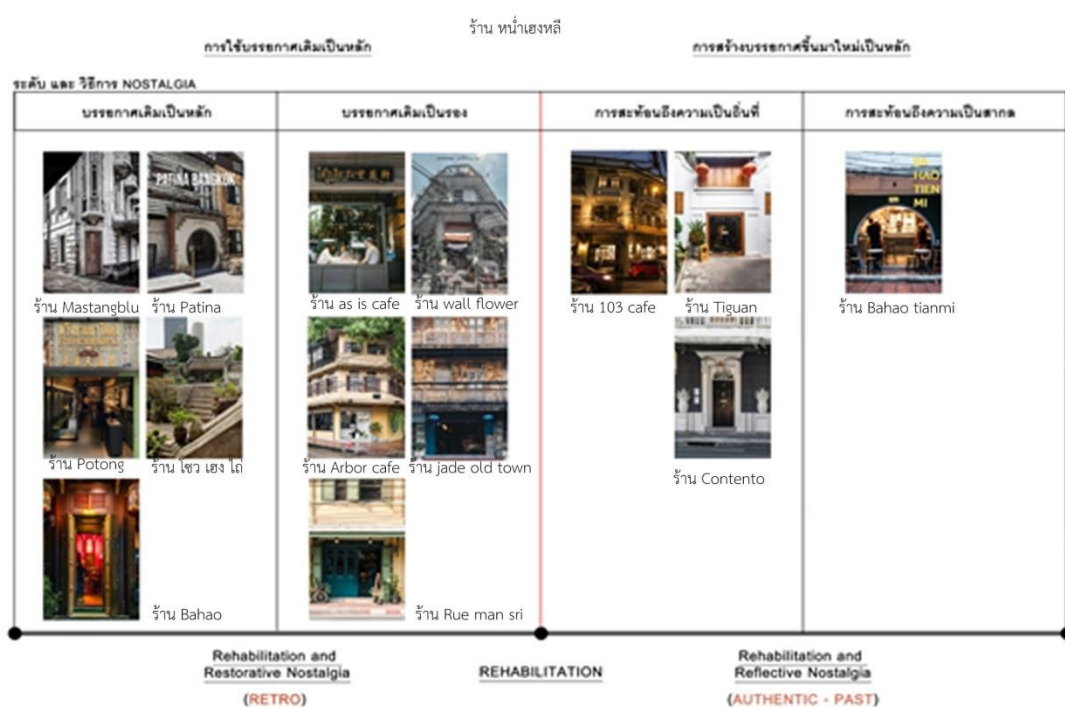 ร้าน หน่ำเฮงหลี
การใช้บรรยกาศเดิมเป็นหลัก
การสร้างบรรยกาศขึ้นมาใหม่เป็นหลัก
ระดับ และ วิธีการ NOSTALGIA
บรรยกาศเดิมเป็นหลัก
บรรยกาศเดิมเป็นรอง
การสะท้อนถึงความเป็นถิ่นที่
การสะท้อนถึงความเป็นสากล
PATINA BANGKOK
BA
HAO
TIEN
MI
ร้าน Mastangblu
ร้าน Patina
ร้าน as is cafe
ร้าน wall flower
ร้าน 103 cafe
ร้าน Tiguan
ร้าน Bahao tianmi
ร้าน Potong
ร้าน โซว เฮง ไถ่
ร้าน Arbor cafe
ร้าน jade old town
ร้าน Contento
ร้าน Bahao
ร้าน Rue man sri
Rehabilitation and
Restorative Nostalgia
(RETRO)
REHABILITATION
Rehabilitation and
Reflective Nostalgia
(AUTHENTIC - PAST)